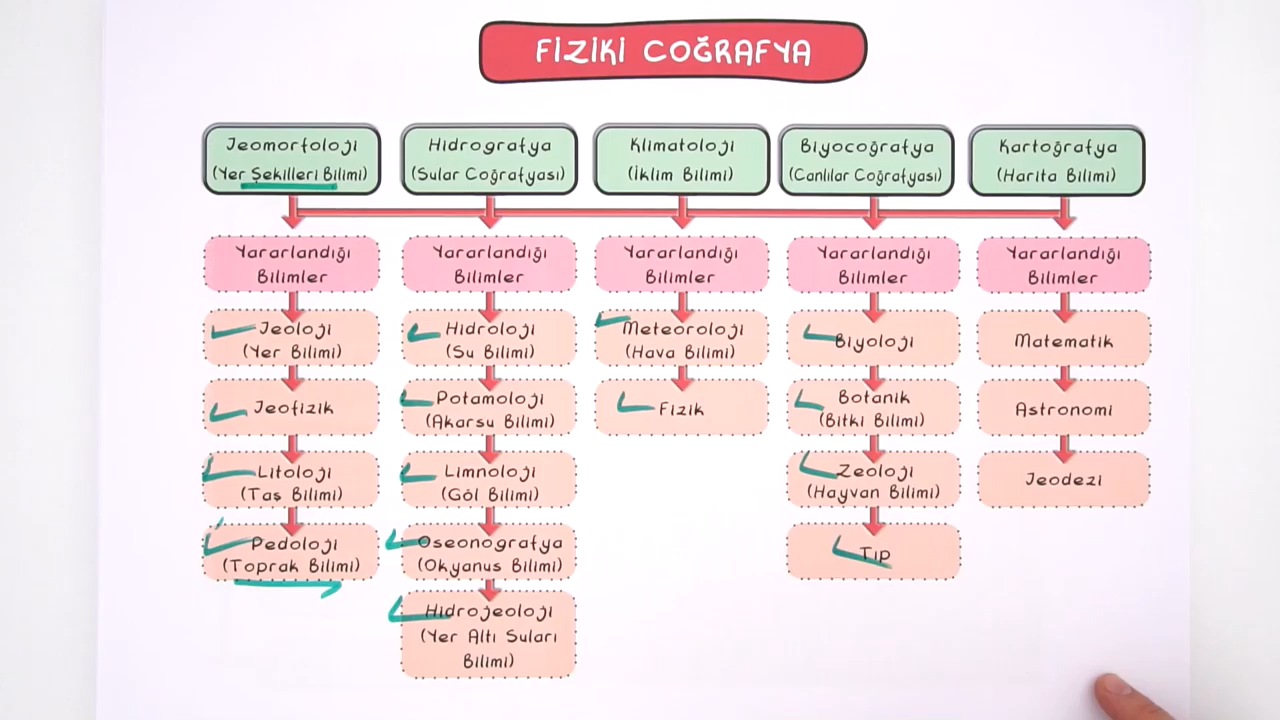 FİZİKİ COĞRAFYA
Jeomorfoloji
(Yer Şekilleri Bilimi)
Yararlandığı
Bilimler
Jeoloji
(Yer Bilimi)
Jeofizik
Litoloji
(Taş Bilimi)
Pedoloji
(Toprak Bilimi)
Hidrografya
(Sular Coğrafyası)
Yararlandığı
Bilimler
Hidroloji
(Su Bilimi)
Potamoloji
(Akarsu Bilimi)
Limnoloji
(Göl Bilimi)
Oseonografya
(Okyanus Bilimi)
Hidrojeoloji
(Yer Altı Suları
Bilimi)
Klimatoloji
(İklim Bilimi)
Yararlandığı
Bilimler
Meteoroloji
(Hava Bilimi)
Fizik
Biyocoğrafya
(Canlılar Coğrafyası)
Yararlandığı
Bilimler
Biyoloji
Botanik
(Bitki Bilimi)
Zeoloji
(Hayvan Bilimi)
Tıp
Kartoğrafya
(Harita Bilimi)
Yararlandığı
Bilimler
Matematik
Astronomi
Jeodezi